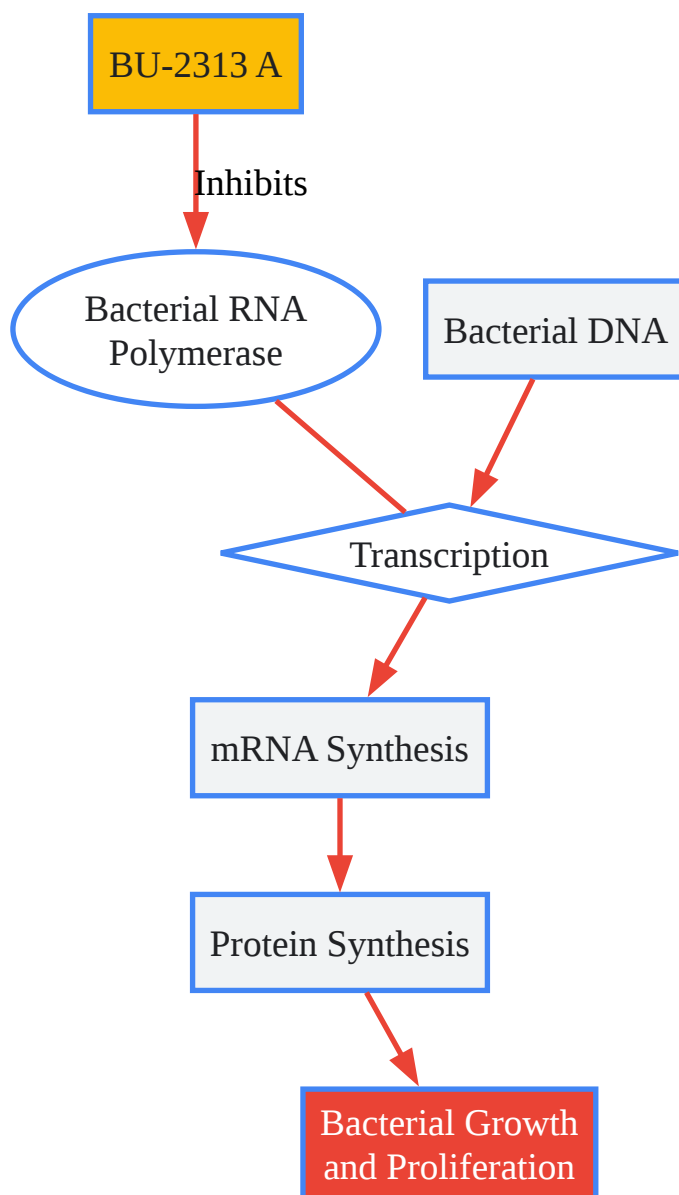 BU-2313 A
Inhibits
Bacterial RNA
Polymerase
Bacterial DNA
Transcription
mRNA Synthesis
Protein Synthesis
Bacterial Growth
and Proliferation